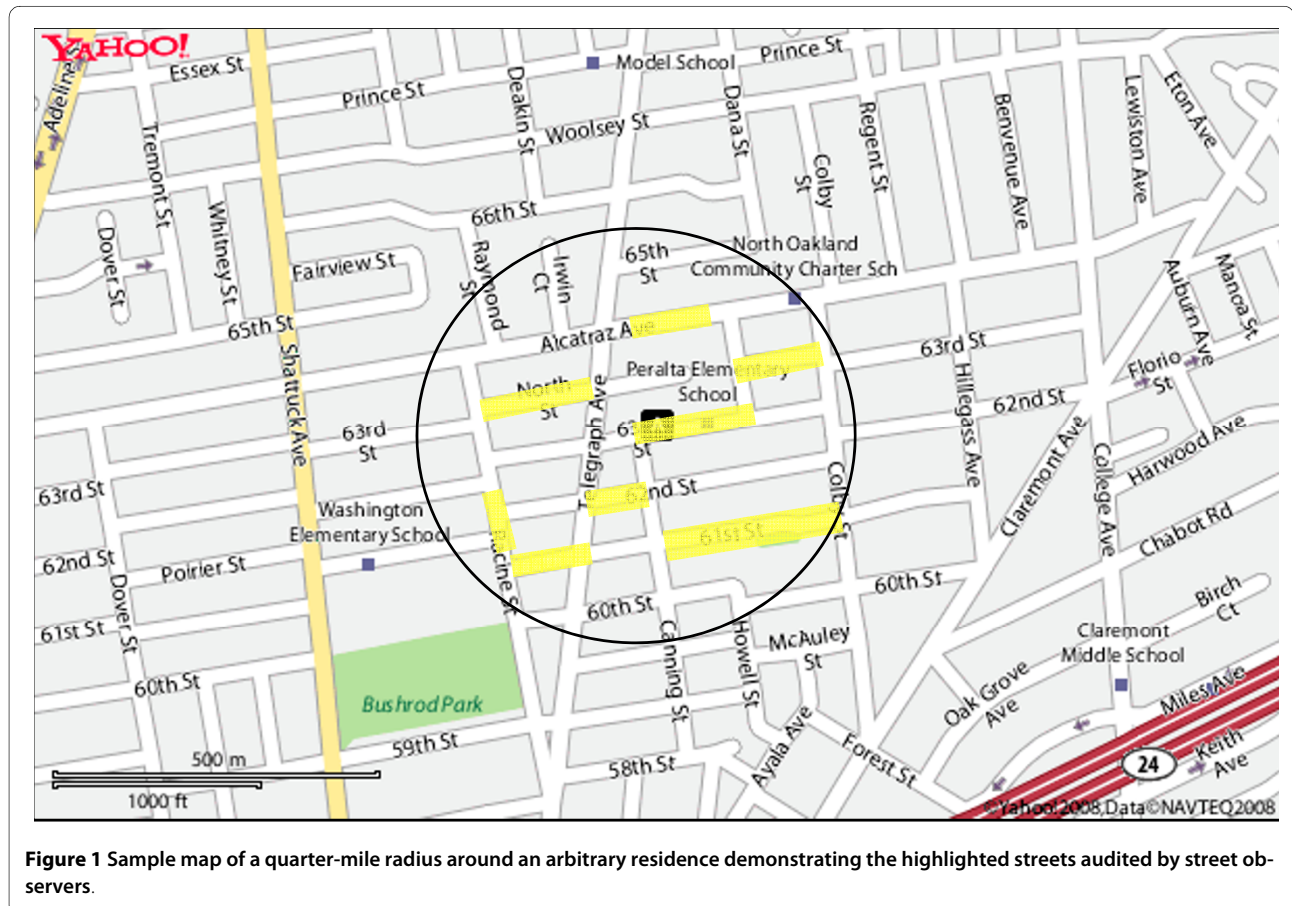 YAHOO!
Adeline S
Essex St
Prince St
Model School
Prince St
Deakin St
Woolsey St
Dana St
Colby St
Regent St
Benvenue Ave
Lewiston Ave
Eton Ave
Tremont St
Whitney St
Dover St
66th St
Raymond St
Irwin Ct
65th St
North Oakland
Community Charter Sch
Auburn Ave
Manoa St
Fairview St
65th St
Shattuck Ave
Alcatraz Ave
Peralta Elementary
School
63rd St
Hillegass Ave
Florio St
62nd St
North St
Telegraph Ave
63rd St
63rd St
Claremont Ave
College Ave
Harwood Ave
Chabot Rd
Washington
Elementary School
62nd St
Colby St
61st St
62nd St
Poirier St
Racine St
60th St
60th St
Birch Ct
61st St
Dover St
Canning St
Howell St
McAuley St
Claremont
Middle School
60th St
Bushrod Park
Oak Grove Ave
Miles Ave
59th St
58th St
Ayala Ave
Forest St
24
Keith Ave
500 m
1000 ft
©Yahoo!2008,Data©NAVTEQ2008
Figure 1 Sample map of a quarter-mile radius around an arbitrary residence demonstrating the highlighted streets audited by street ob-
servers.